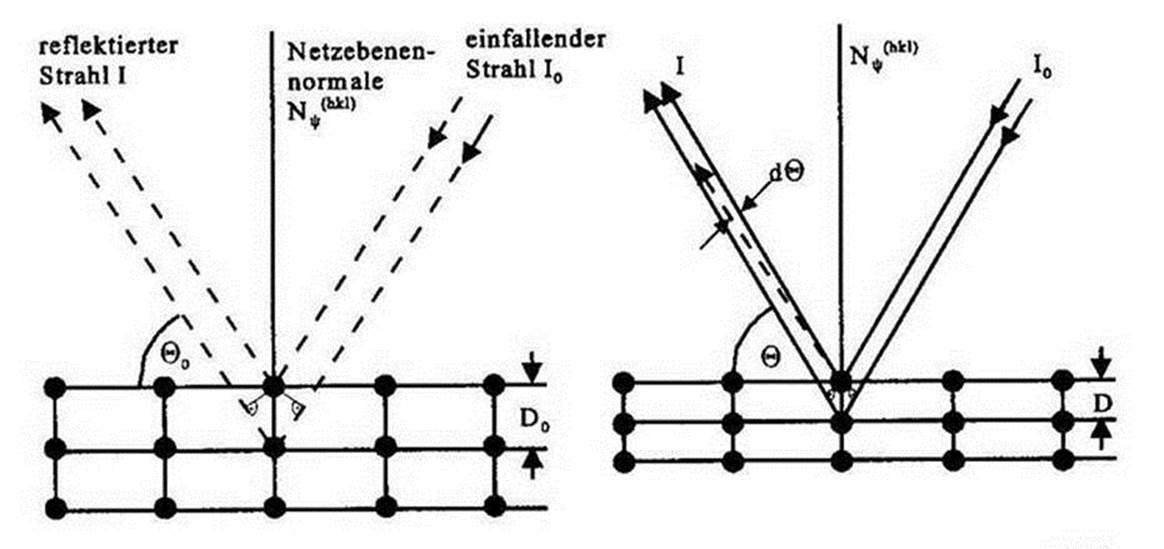 reflektierter
Strahl I
Netzebenen-
normale
N_ψ^(hkl)
einfallender
Strahl I₀
Θ₀
D₀
I
N_ψ^(hkl)
I₀
dΘ
Θ
D